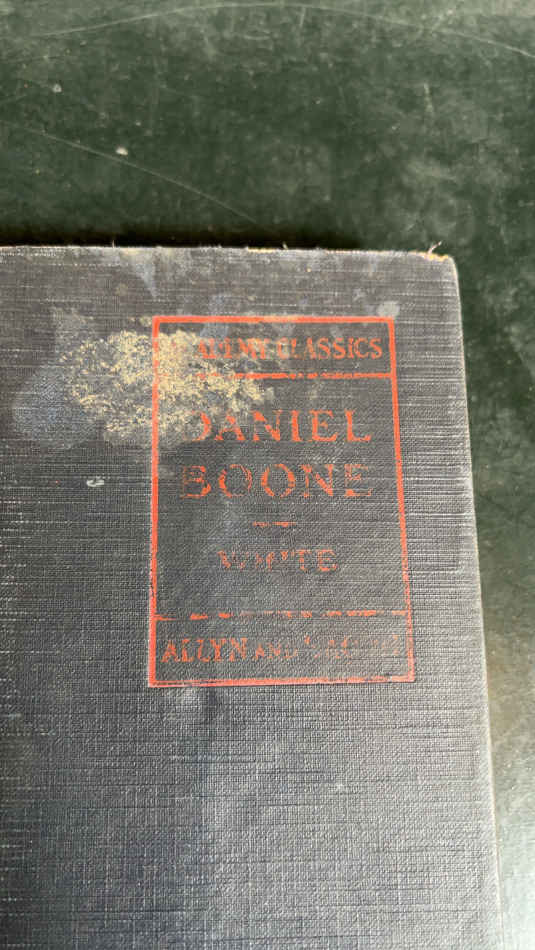 CLASSICS
DANIEL
BOONE
WHITE
ALLYN AND